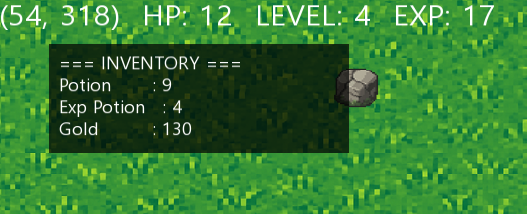 (54, 318) HP: 12 LEVEL: 4 EXP: 17
=== INVENTORY ===
Potion : 9
Exp Potion : 4
Gold : 130